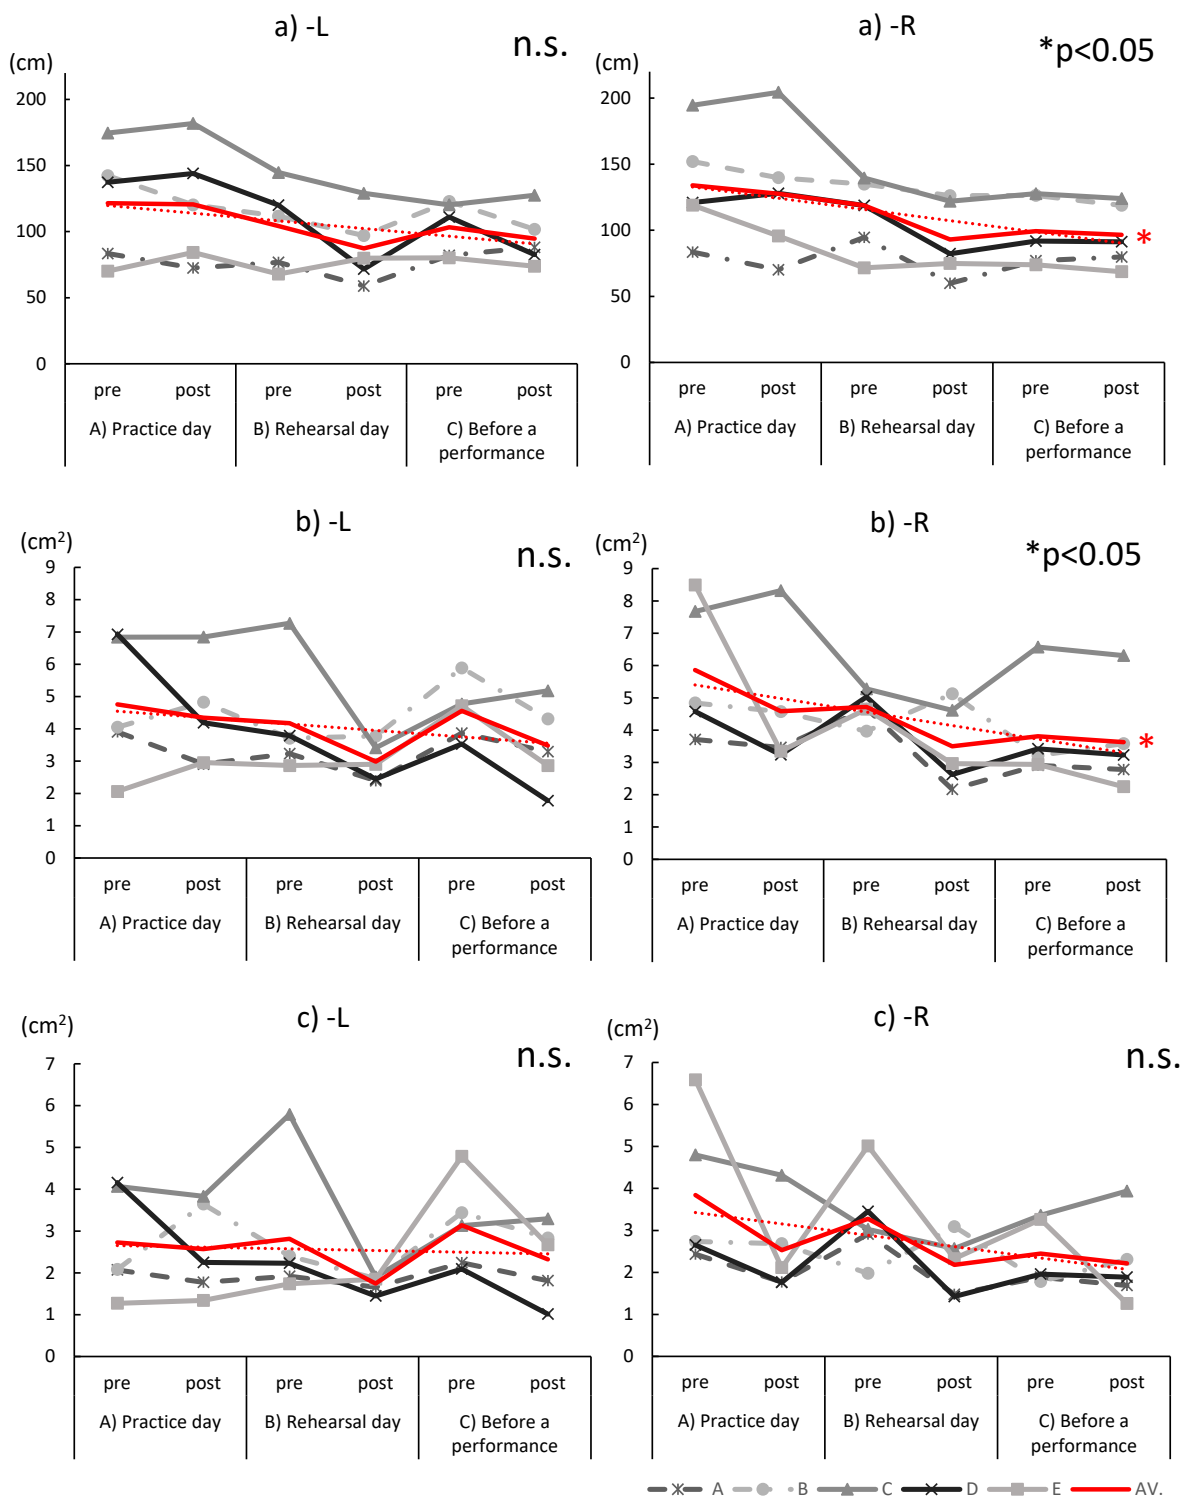 a) -L
n.s.
(cm)
200
150
100
50
0
pre post pre post pre post
A) Practice day B) Rehearsal day C) Before a
performance
a) -R
*p<0.05
(cm)
200
150
100
50
0
*
pre post pre post pre post
A) Practice day B) Rehearsal day C) Before a
performance
b) -L
n.s.
(cm²)
9
8
7
6
5
4
3
2
1
0
pre post pre post pre post
A) Practice day B) Rehearsal day C) Before a
performance
b) -R
*p<0.05
(cm²)
9
8
7
6
5
4
3
2
1
0
*
pre post pre post pre post
A) Practice day B) Rehearsal day C) Before a
performance
c) -L
n.s.
(cm²)
7
6
5
4
3
2
1
0
pre post pre post pre post
A) Practice day B) Rehearsal day C) Before a
performance
c) -R
n.s.
(cm²)
7
6
5
4
3
2
1
0
pre post pre post pre post
A) Practice day B) Rehearsal day C) Before a
performance
A B C D E AV.